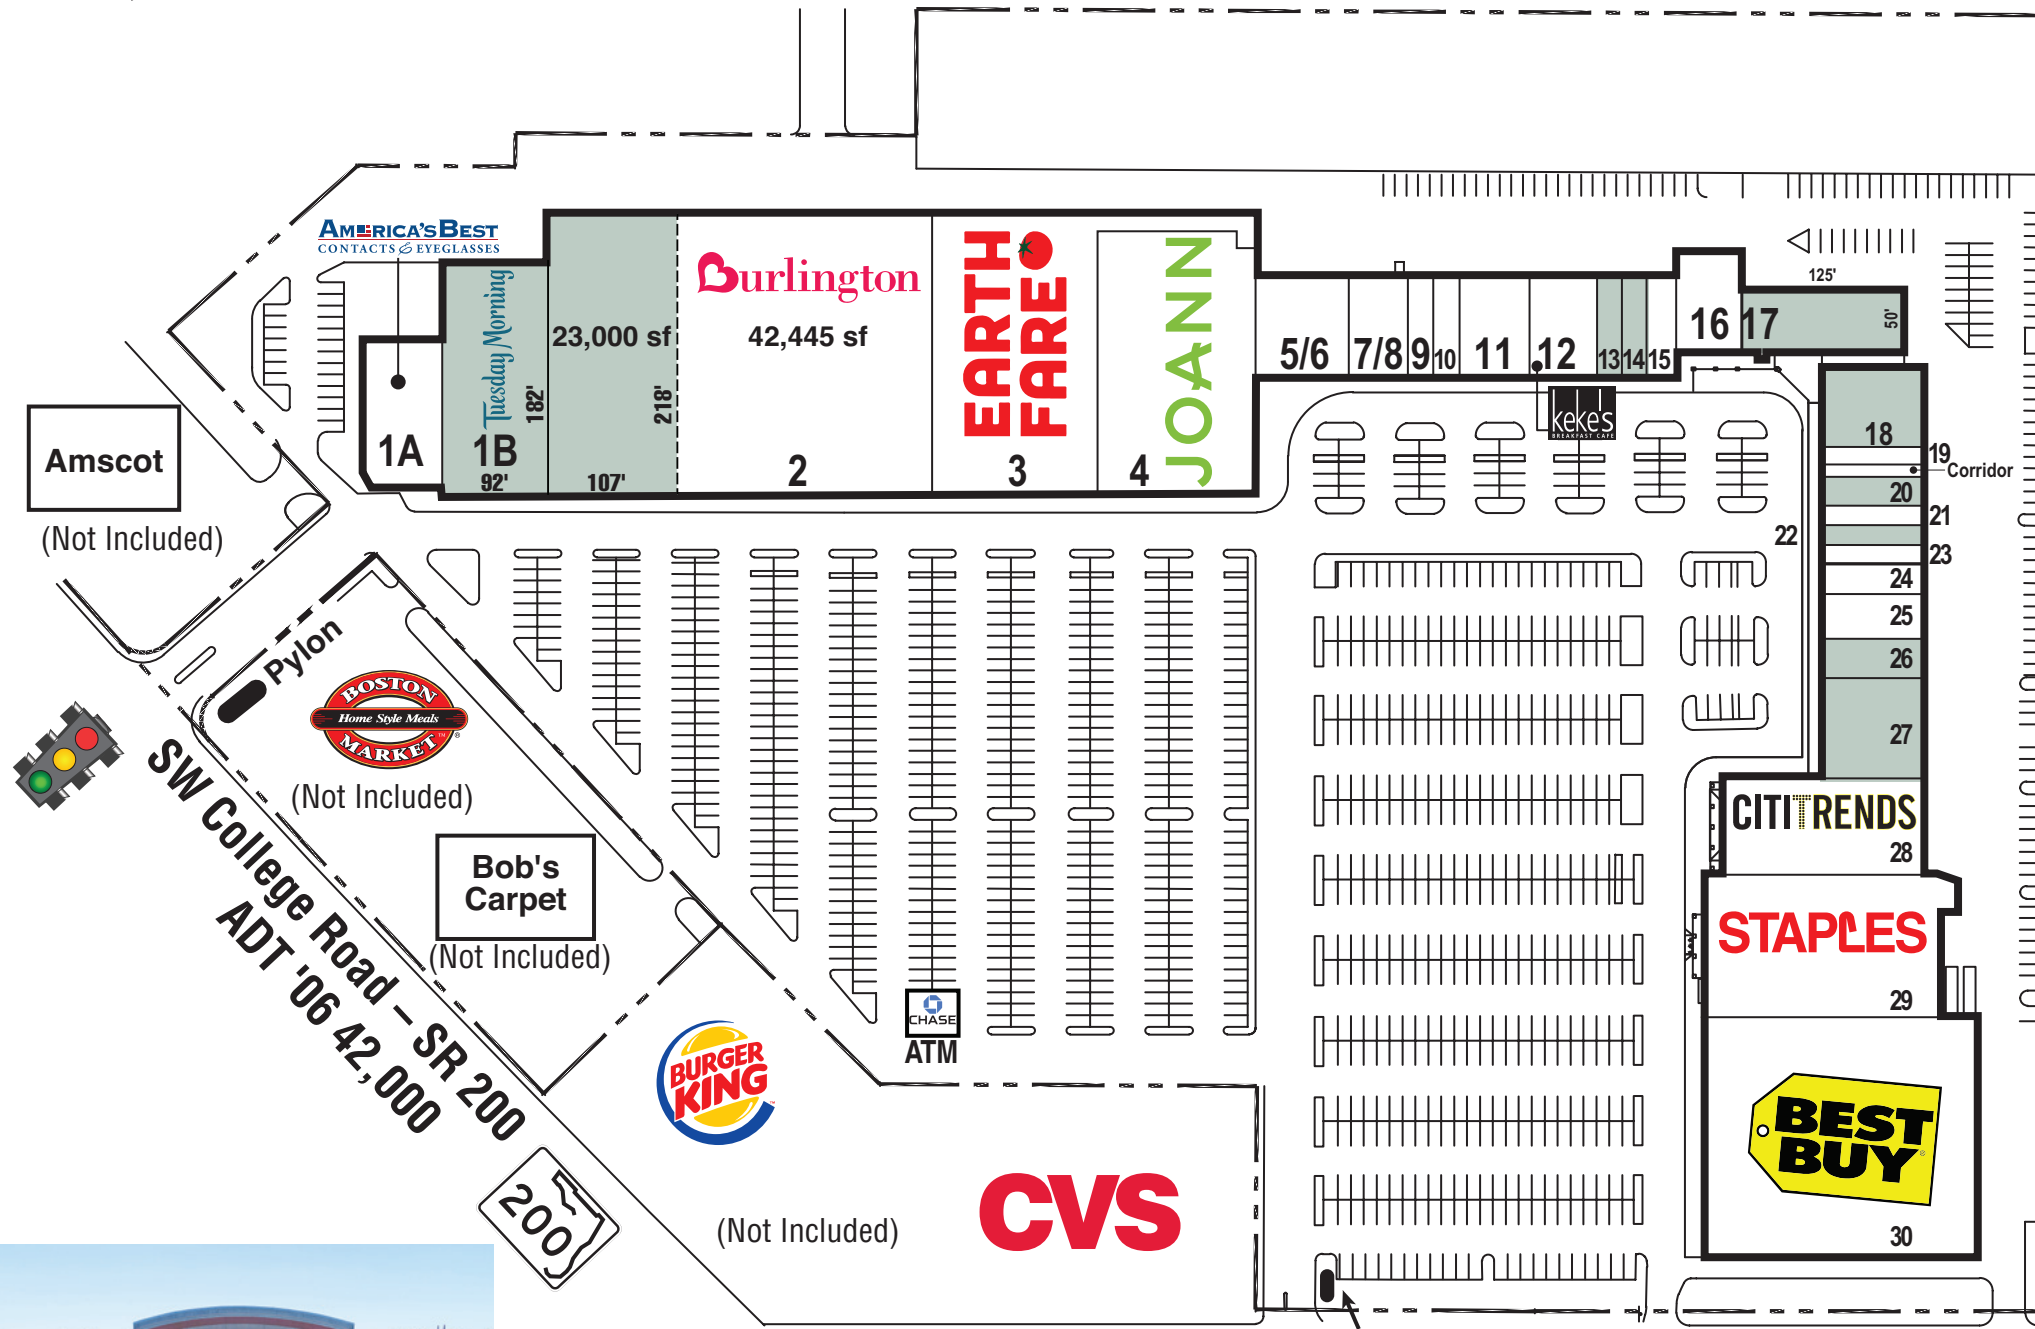 AMERICA'S BEST
CONTACTS & EYEGLASSES
Tuesday Morning
182'
1A
1B
92'
23,000 sf
218'
107'
Burlington
42,445 sf
2
EARTH
FARE
3
JOANN
4
5/6
7/8
9
10
11
12
13
14
15
16
17
125'
50'
keke's
BREAKFAST CAFE
18
19
Corridor
20
21
22
23
24
25
26
27
CITITRENDS
28
STAPLES
29
BEST
BUY
30
Amscot
(Not Included)
Pylon
BOSTON
Home Style Meals
MARKET
(Not Included)
Bob's
Carpet
(Not Included)
SW College Road – SR 200
ADT '06 42,000
200
BURGER
KING
CHASE
ATM
(Not Included)
CVS